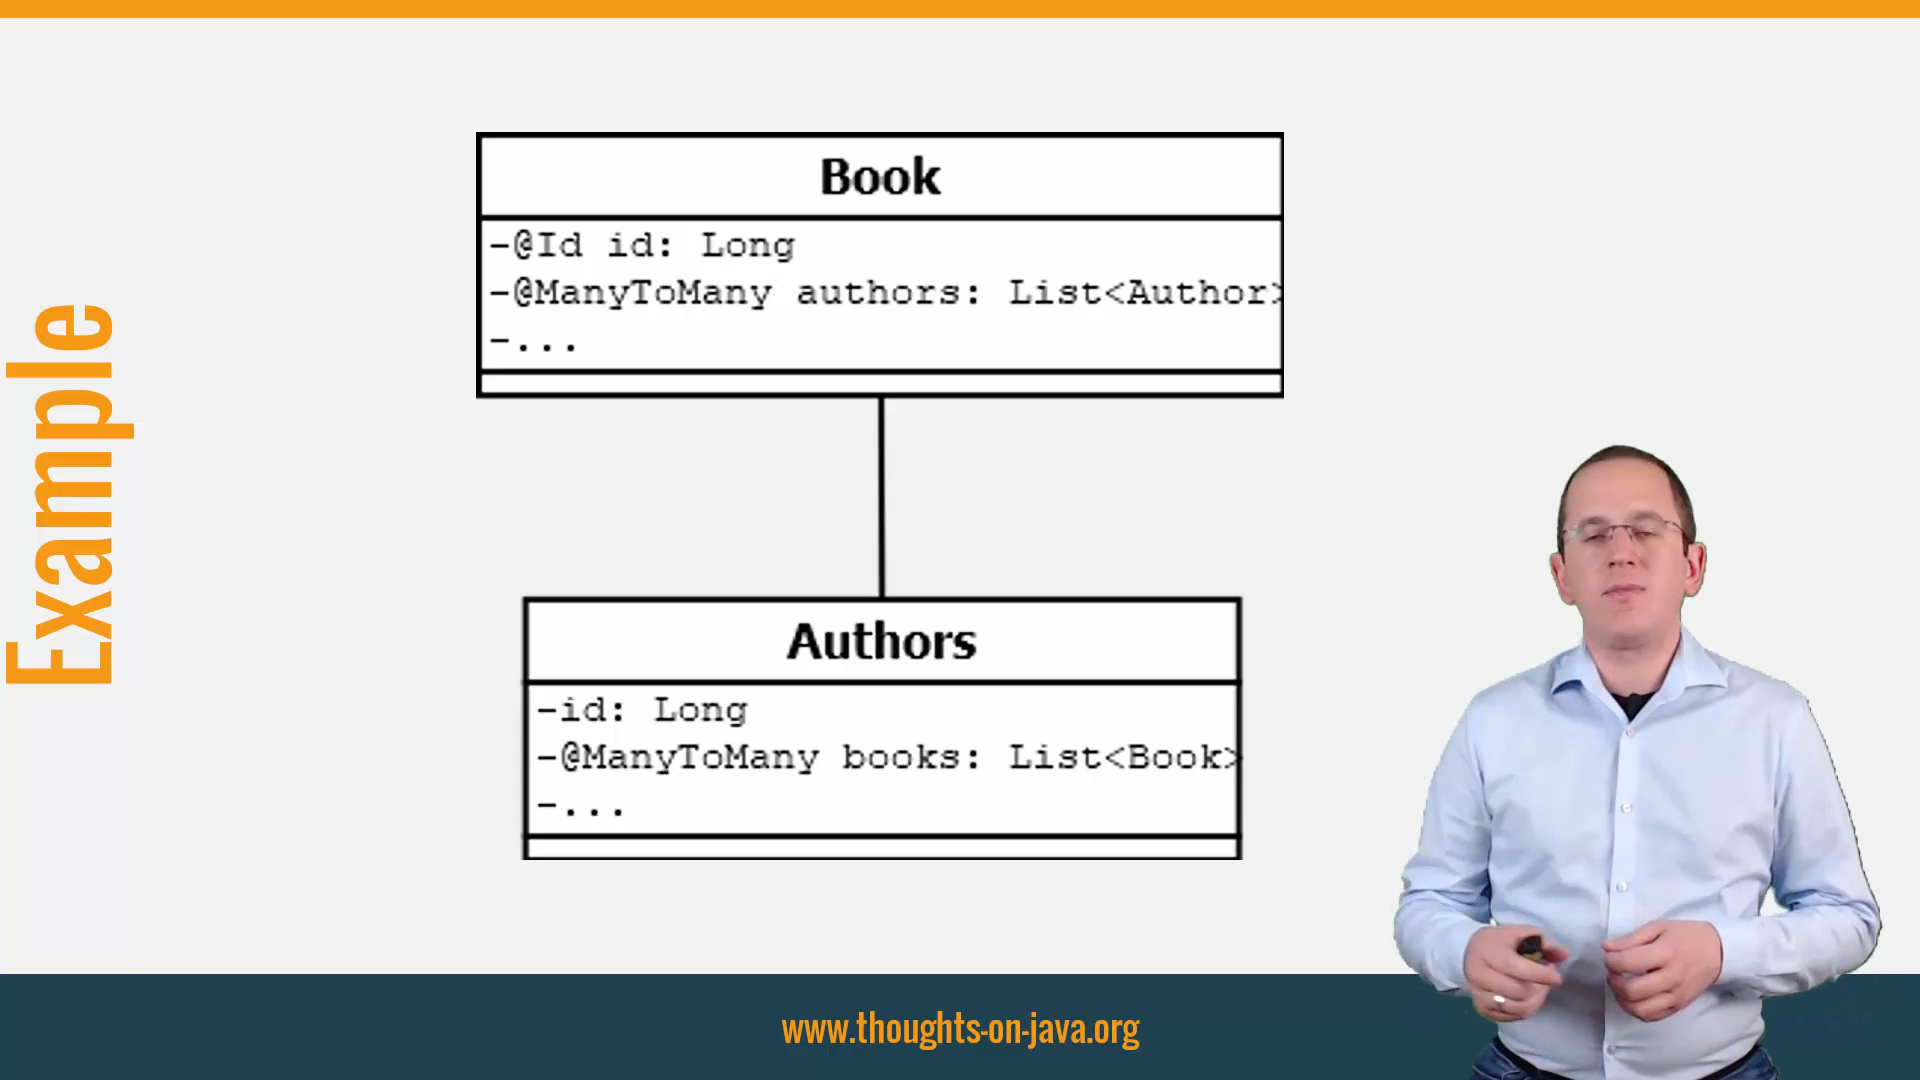 Example
Book
-@Id id: Long
-@ManyToMany authors: List<Author>
-...
Authors
-id: Long
-@ManyToMany books: List<Book>
-...
www.thoughts-on-java.org